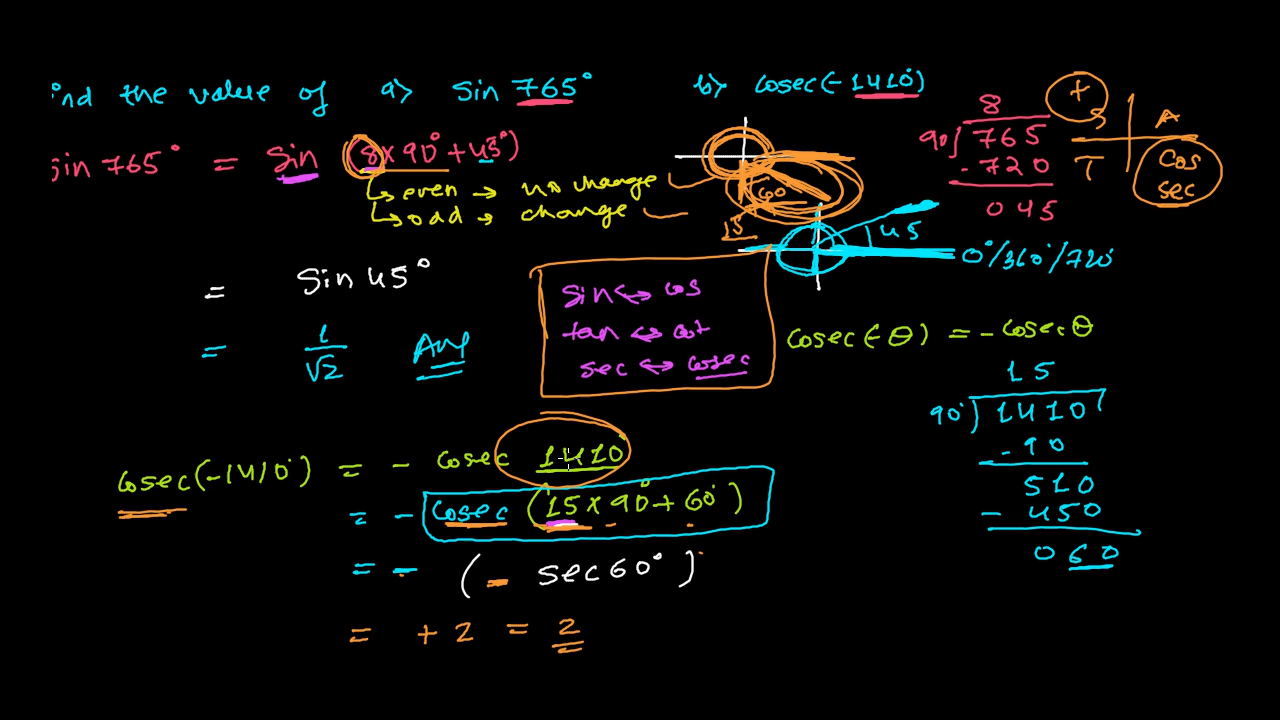 ind the value of a) sin 765° b) cosec(-1410°)
sin 765° = sin (8×90°+45°)
↳ even → no change
↳ odd → change
= sin 45°
= 1/√2 Ans
sin ↔ cos
tan ↔ cot
sec ↔ cosec
8
90°)765
-720
045
+
S A
T cos
sec
60
15
45
0°/360°/720°
cosec(-θ) = -cosecθ
15
90°)1410
-90
510
- 450
060
cosec(-1410°) = - cosec 1410°
= - cosec (15×90°+60°)
= - (- sec60°)
= +2 = 2